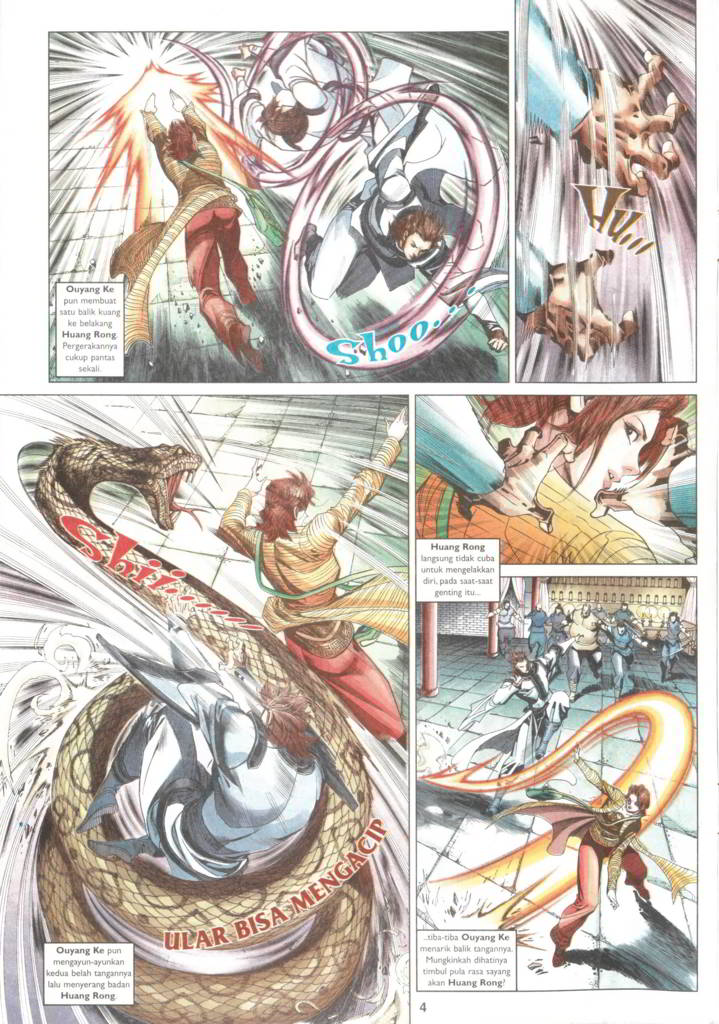 Ouyang Ke
pun membuat
satu balik kuang
ke belakang
Huang Rong.
Pergerakannya
cukup pantas
sekali.
Shoo...
HU,,,,
Shii......
ULAR BISA MENGACIP
Ouyang Ke pun
mengayun-ayunkan
kedua belah tangannya
lalu menyerang badan
Huang Rong.
Huang Rong
langsung tidak cuba
untuk mengelakkan
diri, pada saat-saat
genting itu...
..tiba-tiba Ouyang Ke
menarik balik tangannya.
Mungkinkah dihatinya
timbul pula rasa sayang
akan Huang Rong?
4